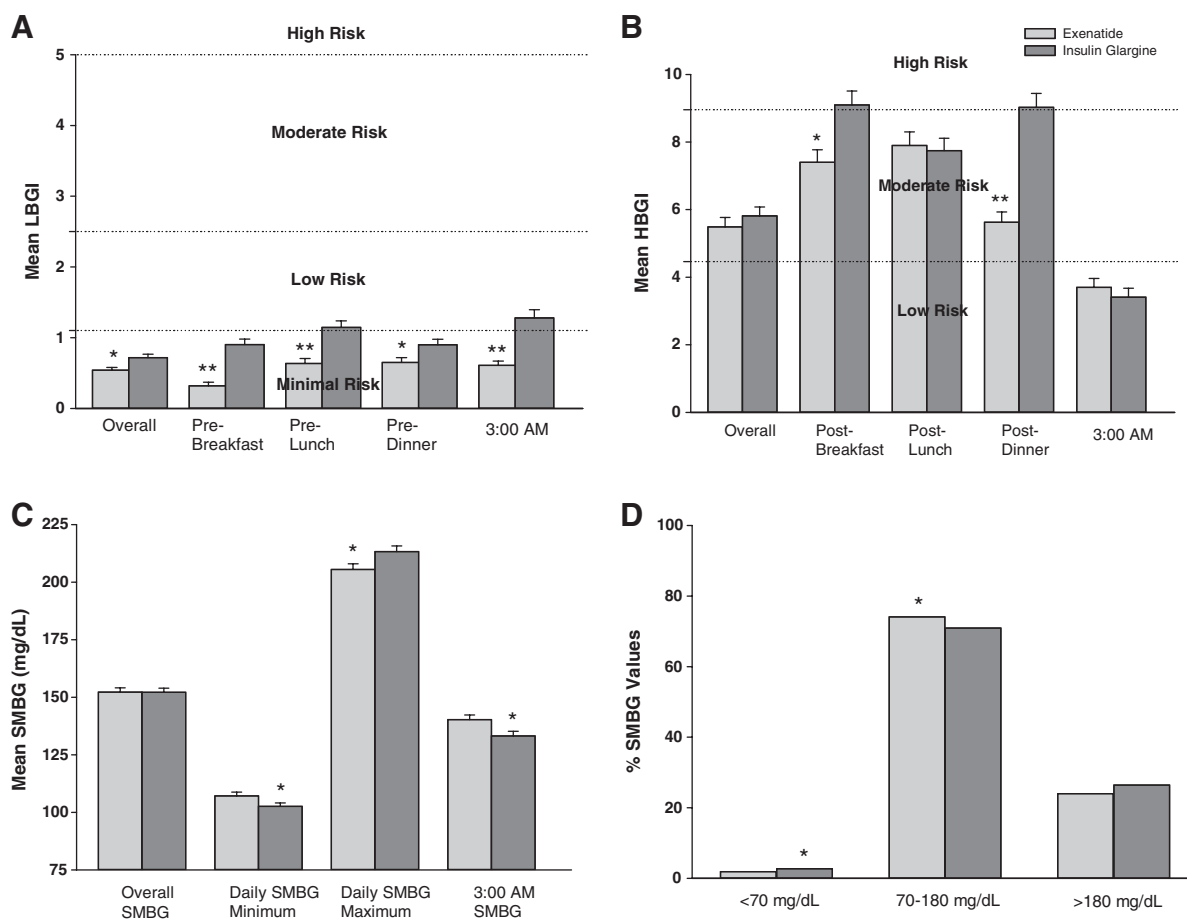 A
High Risk
5
Moderate Risk
4
3
Mean LBGI
2
Low Risk
1
*
**
**
*
**
Minimal Risk
0
Overall
Pre-
Breakfast
Pre-
Lunch
Pre-
Dinner
3:00 AM
B
Exenatide
Insulin Glargine
High Risk
10
8
*
Moderate Risk
**
6
Mean HBGI
4
Low Risk
2
0
Overall
Post-
Breakfast
Post-
Lunch
Post-
Dinner
3:00 AM
C
225
*
200
175
Mean SMBG (mg/dL)
150
*
125
*
100
75
Overall
SMBG
Daily SMBG
Minimum
Daily SMBG
Maximum
3:00 AM
SMBG
D
100
80
*
60
% SMBG Values
40
20
*
0
<70 mg/dL
70-180 mg/dL
>180 mg/dL